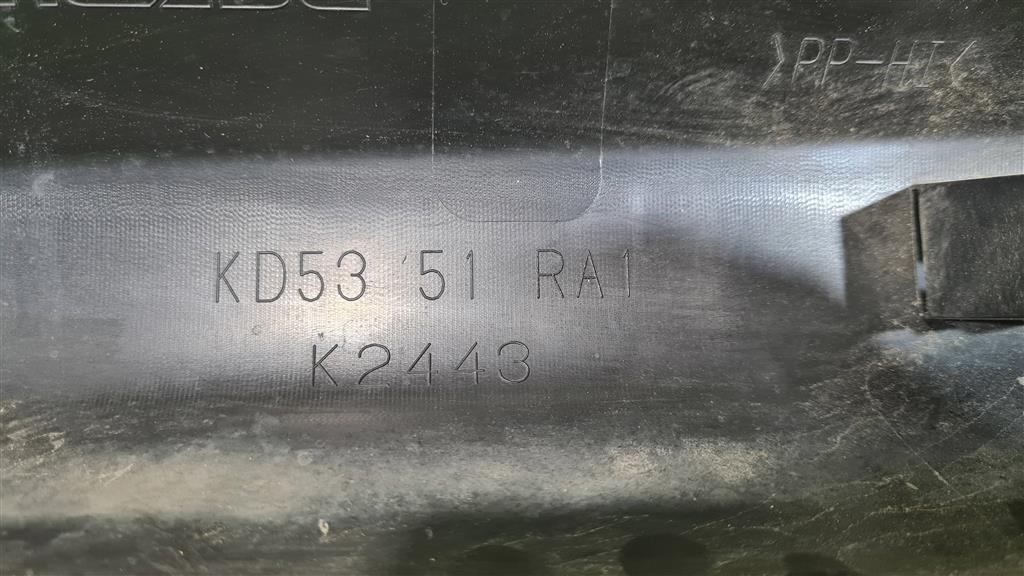 >PP-HI<
KD53 51 RA1
K2443